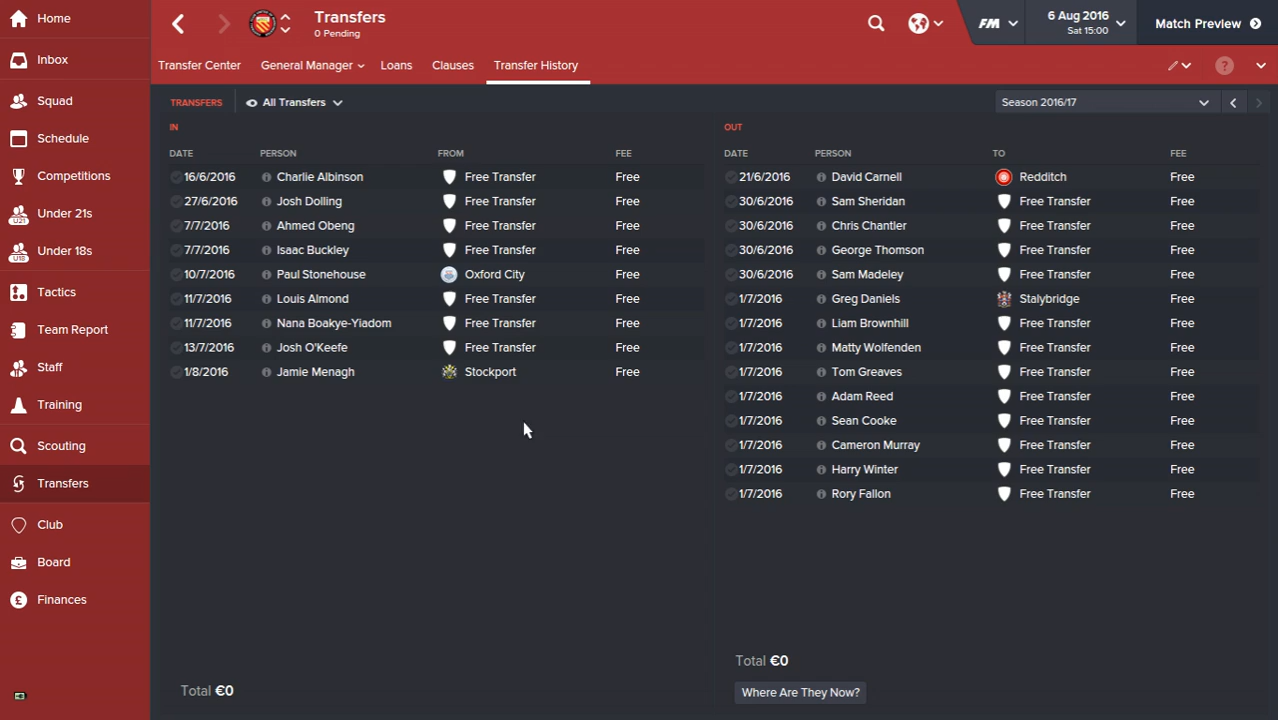 Home
Inbox
Squad
Schedule
Competitions
U21
Under 21s
U18
Under 18s
Tactics
Team Report
Staff
Training
Scouting
Transfers
Club
Board
Finances
Transfers
0 Pending
FM
6 Aug 2016
Sat 15:00
Match Preview
Transfer Center
General Manager
Loans
Clauses
Transfer History
?
TRANSFERS
All Transfers
Season 2016/17
IN
DATE PERSON FROM FEE
16/6/2016 Charlie Albinson Free Transfer Free
27/6/2016 Josh Dolling Free Transfer Free
7/7/2016 Ahmed Obeng Free Transfer Free
7/7/2016 Isaac Buckley Free Transfer Free
10/7/2016 Paul Stonehouse Oxford City Free
11/7/2016 Louis Almond Free Transfer Free
11/7/2016 Nana Boakye-Yiadom Free Transfer Free
13/7/2016 Josh O'Keefe Free Transfer Free
1/8/2016 Jamie Menagh Stockport Free
Total €0
OUT
DATE PERSON TO FEE
21/6/2016 David Carnell Redditch Free
30/6/2016 Sam Sheridan Free Transfer Free
30/6/2016 Chris Chantler Free Transfer Free
30/6/2016 George Thomson Free Transfer Free
30/6/2016 Sam Madeley Free Transfer Free
1/7/2016 Greg Daniels Stalybridge Free
1/7/2016 Liam Brownhill Free Transfer Free
1/7/2016 Matty Wolfenden Free Transfer Free
1/7/2016 Tom Greaves Free Transfer Free
1/7/2016 Adam Reed Free Transfer Free
1/7/2016 Sean Cooke Free Transfer Free
1/7/2016 Cameron Murray Free Transfer Free
1/7/2016 Harry Winter Free Transfer Free
1/7/2016 Rory Fallon Free Transfer Free
Total €0
Where Are They Now?